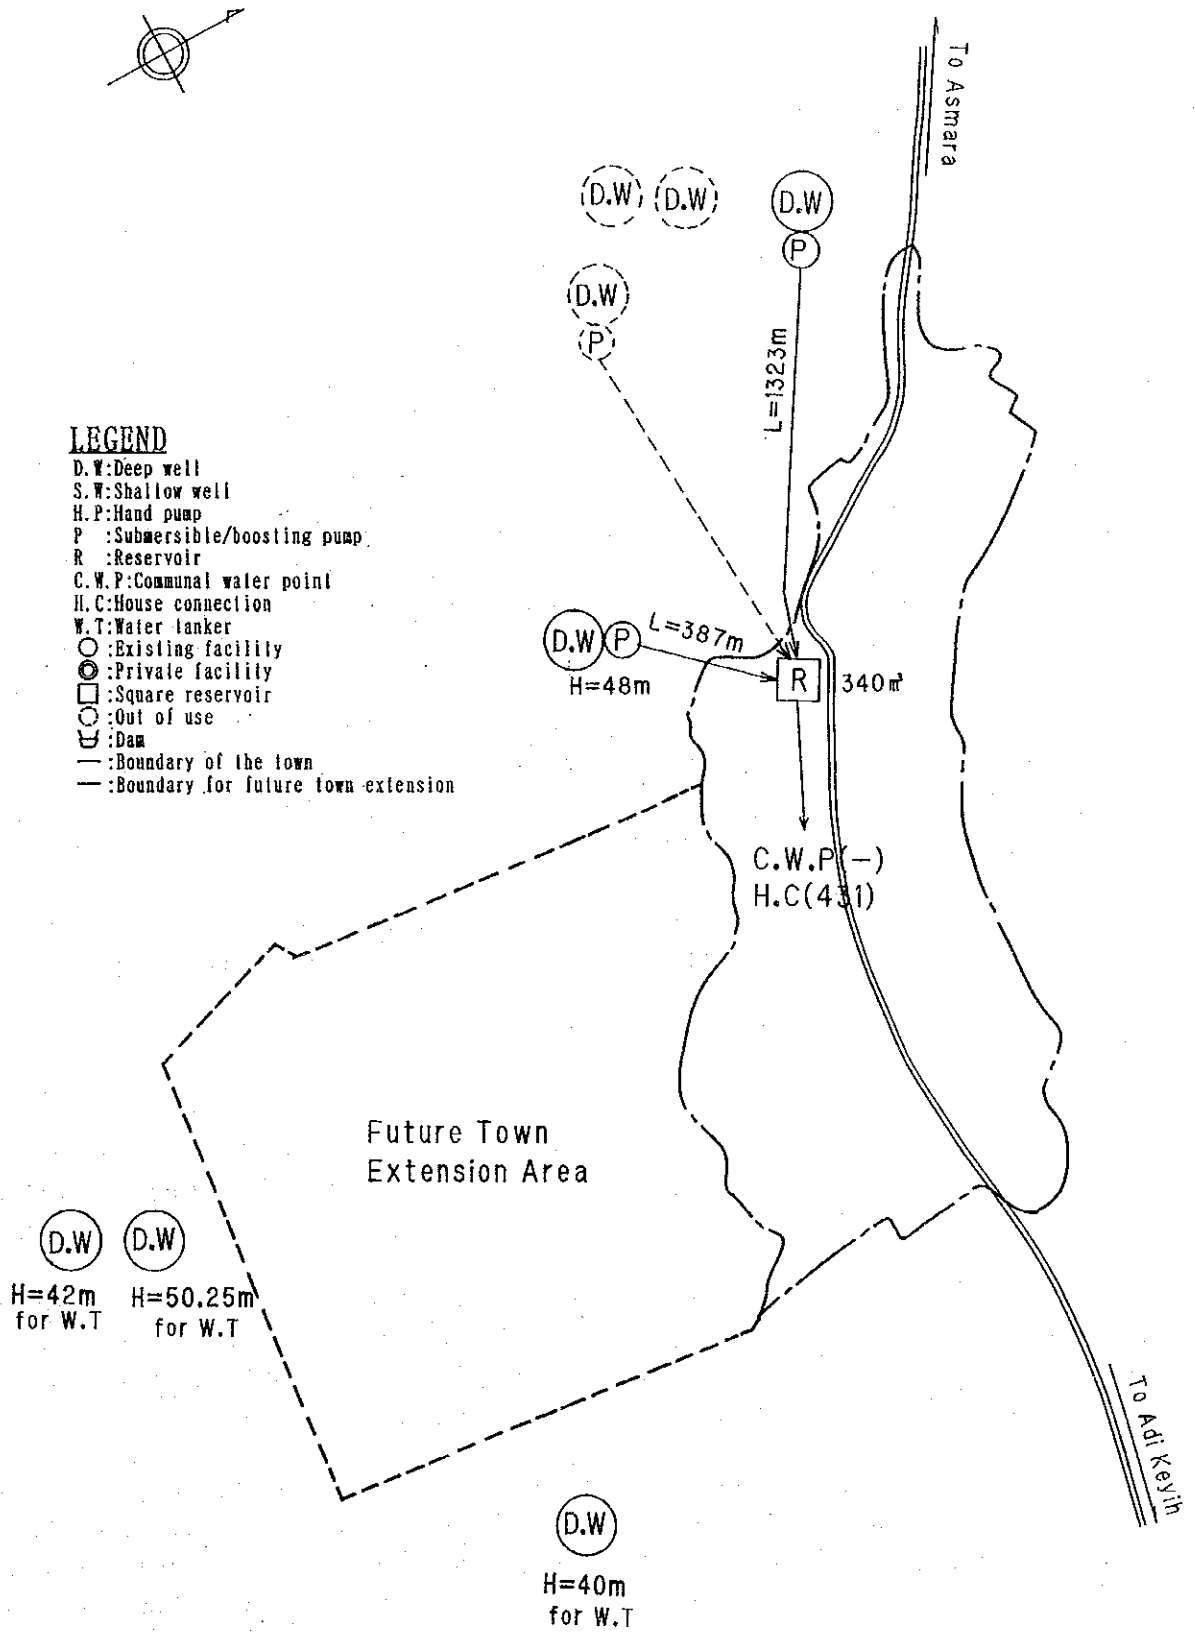 To Asmara
D.W
D.W
D.W
P
D.W
P
L=1323m
LEGEND
D.W:Deep well
S.W:Shallow well
H.P:Hand pump
P :Submersible/boosting pump
R :Reservoir
C.W.P:Communal water point
H.C:House connection
W.T:Water tanker
:Existing facility
:Private facility
:Square reservoir
:Out of use
:Dam
:Boundary of the town
:Boundary for future town extension
D.W
P
L=387m
H=48m
R
340㎥
C.W.P(-)
H.C(431)
Future Town
Extension Area
D.W
D.W
H=42m
for W.T
H=50.25m
for W.T
To Adi Keyih
D.W
H=40m
for W.T